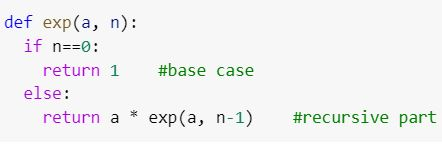 def exp(a, n):
  if n==0:
    return 1    #base case
  else:
    return a * exp(a, n-1)    #recursive part